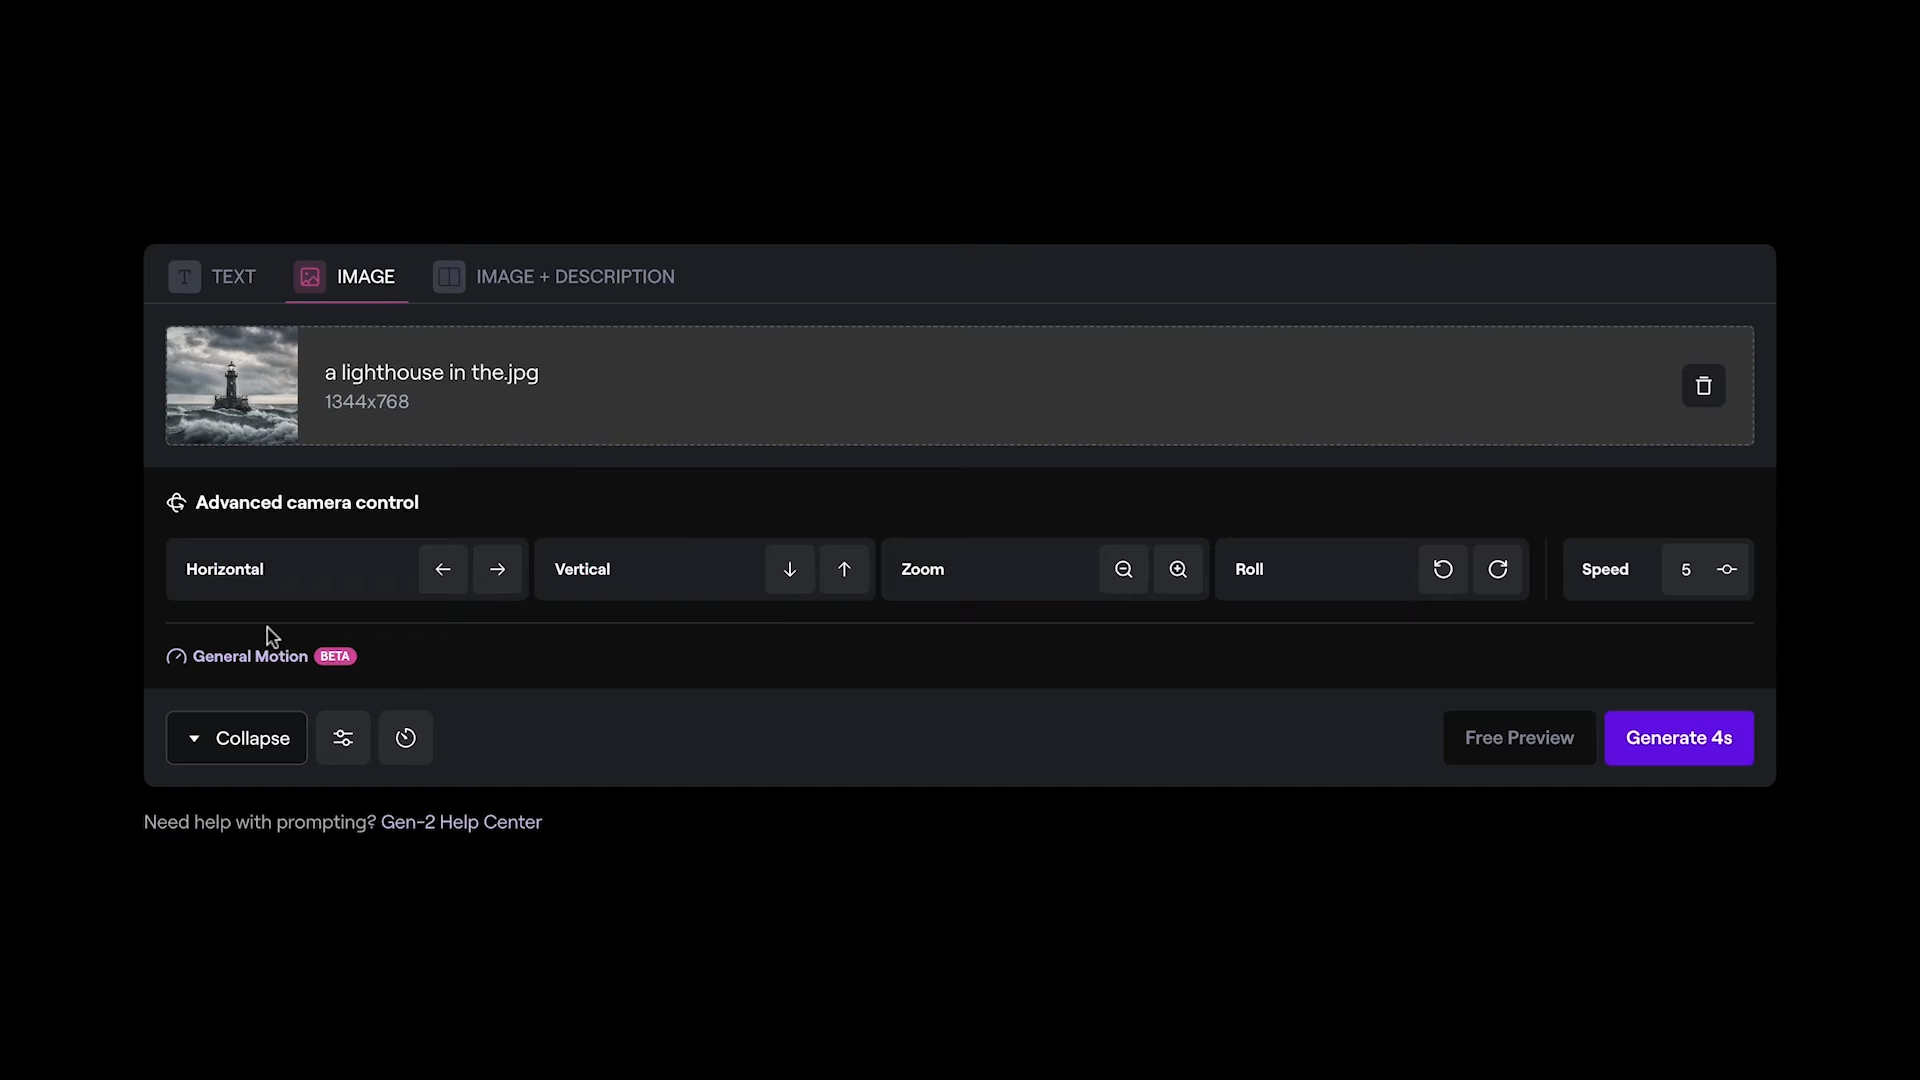 T TEXT IMAGE IMAGE + DESCRIPTION
a lighthouse in the.jpg
1344x768
Advanced camera control
Horizontal Vertical Zoom Roll Speed 5
General Motion BETA
Collapse Free Preview Generate 4s
Need help with prompting? Gen-2 Help Center